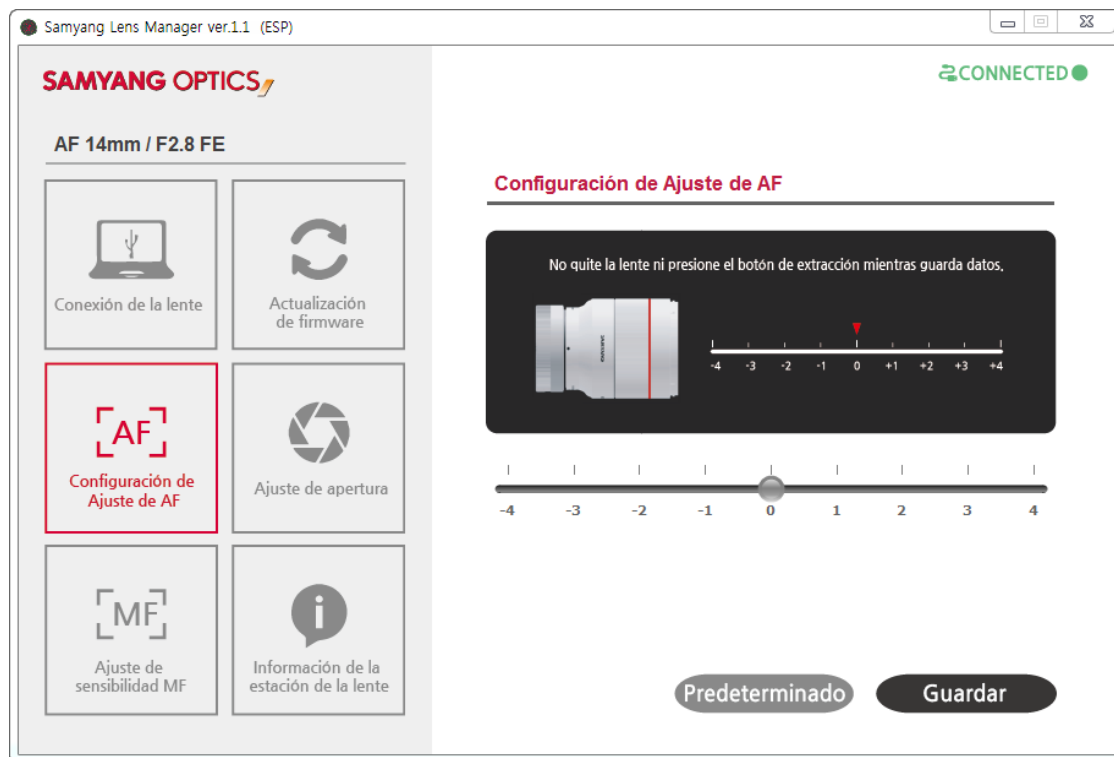 Samyang Lens Manager ver.1.1 (ESP)
SAMYANG OPTICS
CONNECTED
AF 14mm / F2.8 FE
Conexión de la lente
Actualización
de firmware
AF
Configuración de
Ajuste de AF
Ajuste de apertura
MF
Ajuste de
sensibilidad MF
i
Información de la
estación de la lente
Configuración de Ajuste de AF
No quite la lente ni presione el botón de extracción mientras guarda datos.
SAMYANG
-4 -3 -2 -1 0 +1 +2 +3 +4
-4 -3 -2 -1 0 1 2 3 4
Predeterminado
Guardar